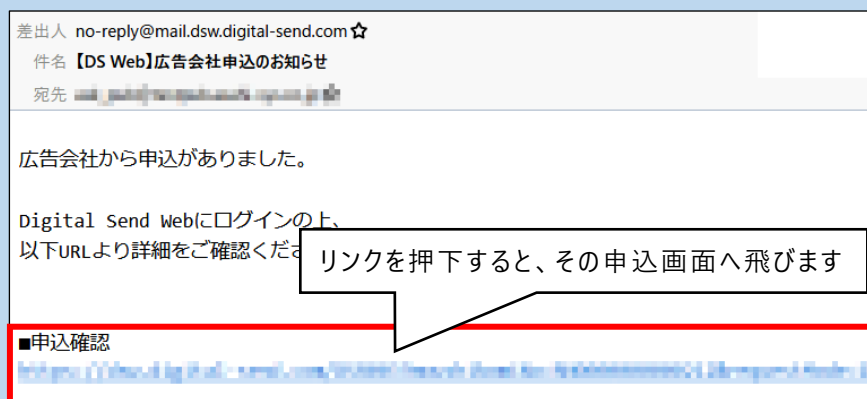 差出人 no-reply@mail.dsw.digital-send.com
件名 【DS Web】広告会社申込のお知らせ
宛先
広告会社から申込がありました。
Digital Send Webにログインの上、
以下URLより詳細をご確認くださ
リンクを押下すると、その申込画面へ飛びます
■申込確認